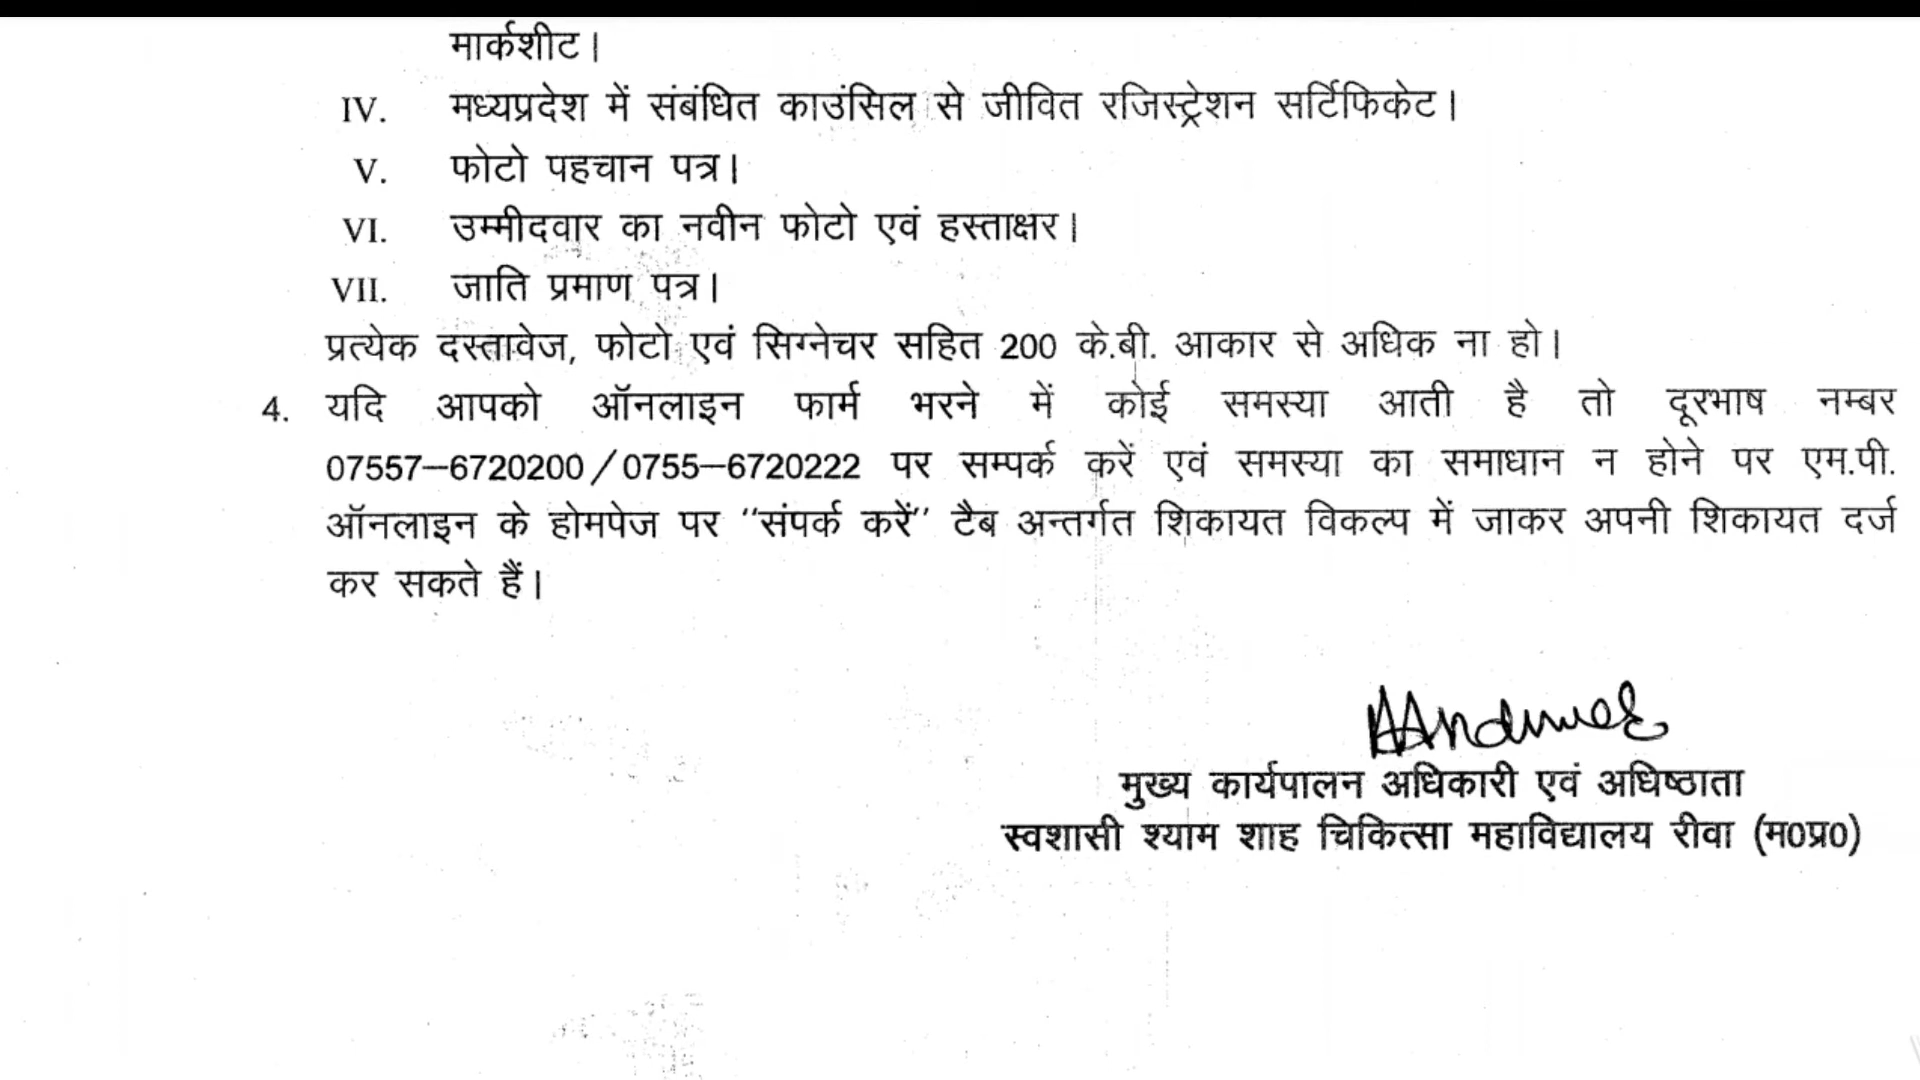 मार्कशीट।
IV. मध्यप्रदेश में संबंधित काउंसिल से जीवित रजिस्ट्रेशन सर्टिफिकेट।
V. फोटो पहचान पत्र।
VI. उम्मीदवार का नवीन फोटो एवं हस्ताक्षर।
VII. जाति प्रमाण पत्र।
प्रत्येक दस्तावेज, फोटो एवं सिग्नेचर सहित 200 के.बी. आकार से अधिक ना हो।
4. यदि आपको ऑनलाइन फार्म भरने में कोई समस्या आती है तो दूरभाष नम्बर
07557–6720200/0755–6720222 पर सम्पर्क करें एवं समस्या का समाधान न होने पर एम.पी.
ऑनलाइन के होमपेज पर ''संपर्क करें'' टैब अन्तर्गत शिकायत विकल्प में जाकर अपनी शिकायत दर्ज
कर सकते हैं।
मुख्य कार्यपालन अधिकारी एवं अधिष्ठाता
स्वशासी श्याम शाह चिकित्सा महाविद्यालय रीवा (म0प्र0)